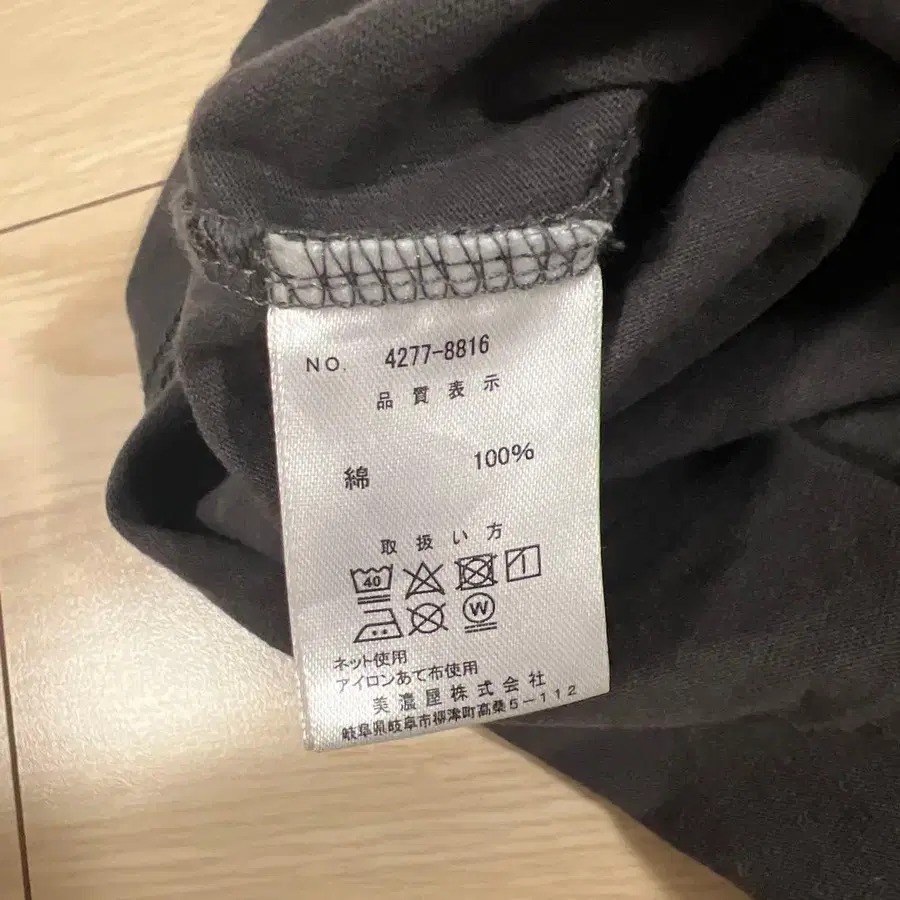 NO. 4277-8816
品質表示
綿 100%
取扱い方
40
W
ネット使用
アイロンあて布使用
美濃屋株式会社
岐阜県岐阜市柳津町高桑5-112